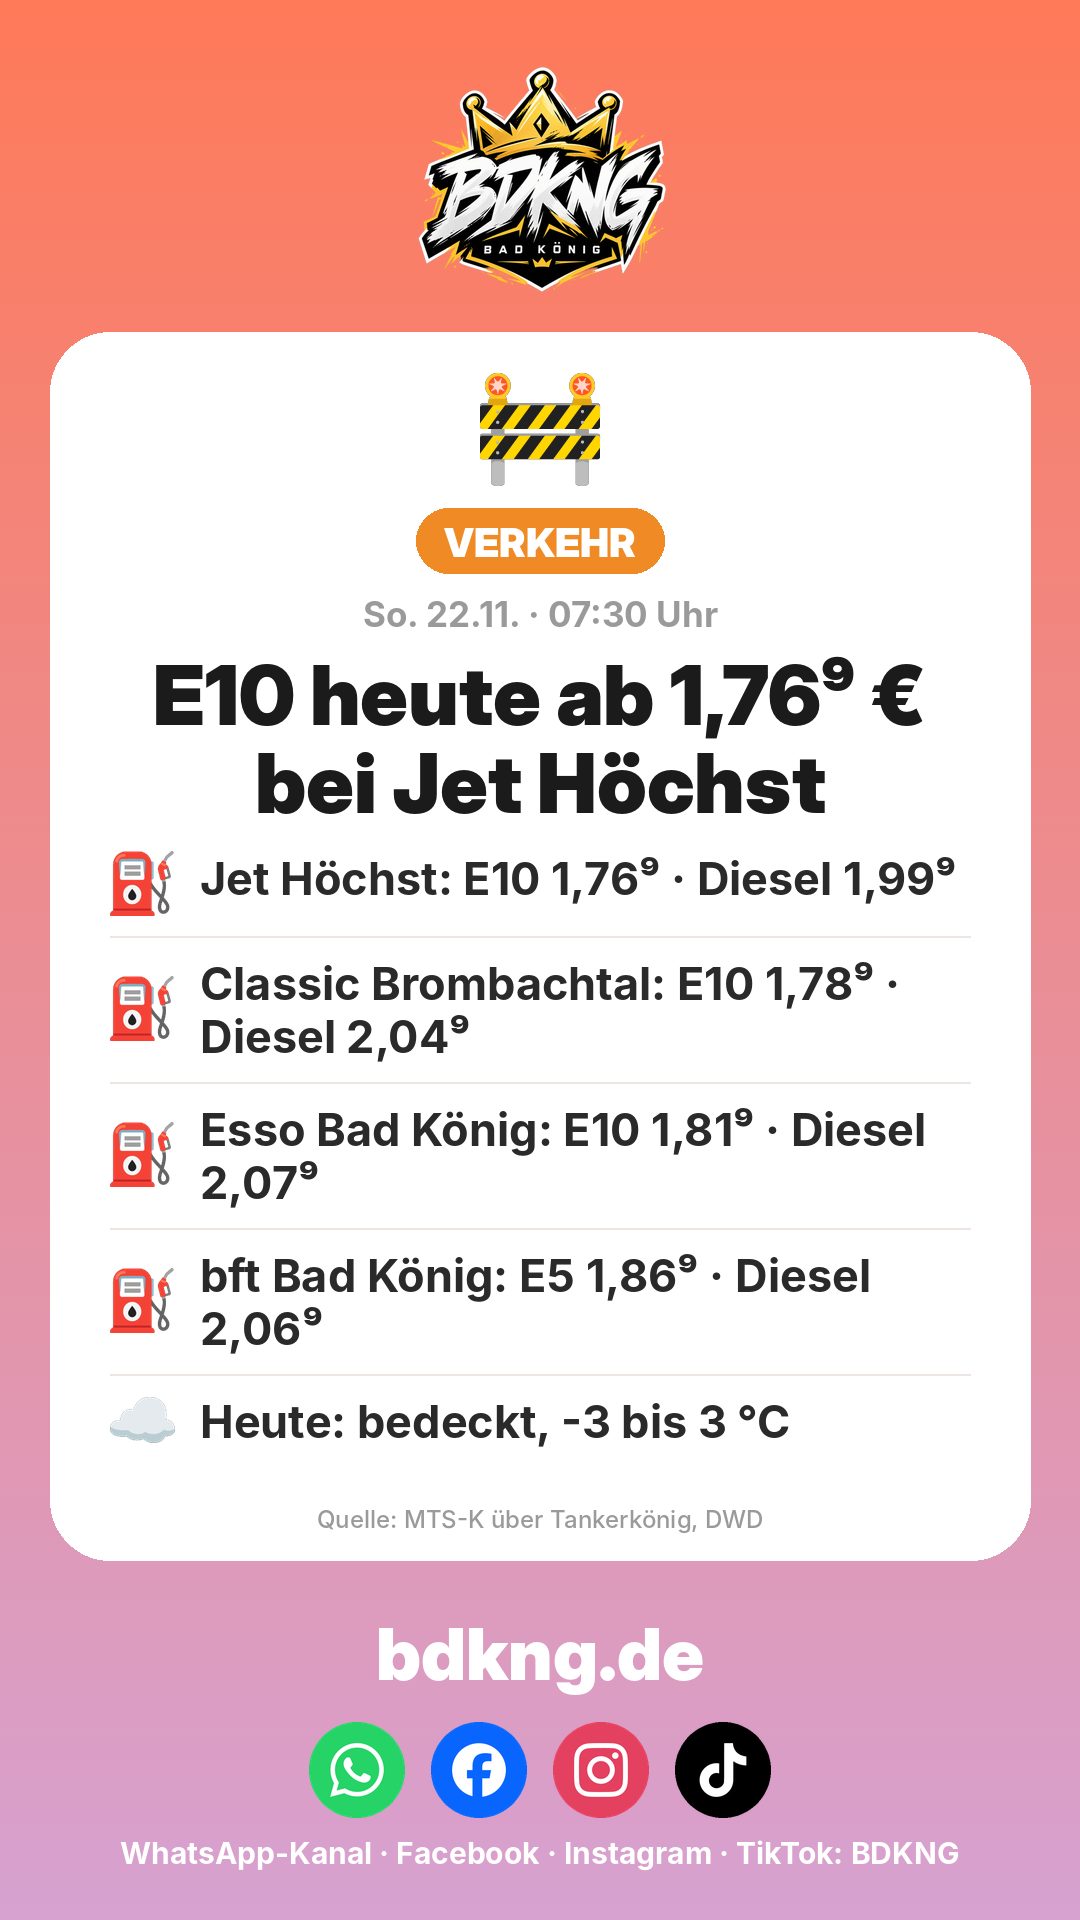 BDKNG
BAD KÖNIG
VERKEHR
So. 22.11. · 07:30 Uhr
E10 heute ab 1,76⁹ €
bei Jet Höchst
Jet Höchst: E10 1,76⁹ · Diesel 1,99⁹
Classic Brombachtal: E10 1,78⁹ ·
Diesel 2,04⁹
Esso Bad König: E10 1,81⁹ · Diesel
2,07⁹
bft Bad König: E5 1,86⁹ · Diesel
2,06⁹
Heute: bedeckt, -3 bis 3 °C
Quelle: MTS-K über Tankerkönig, DWD
bdkng.de
WhatsApp-Kanal · Facebook · Instagram · TikTok: BDKNG